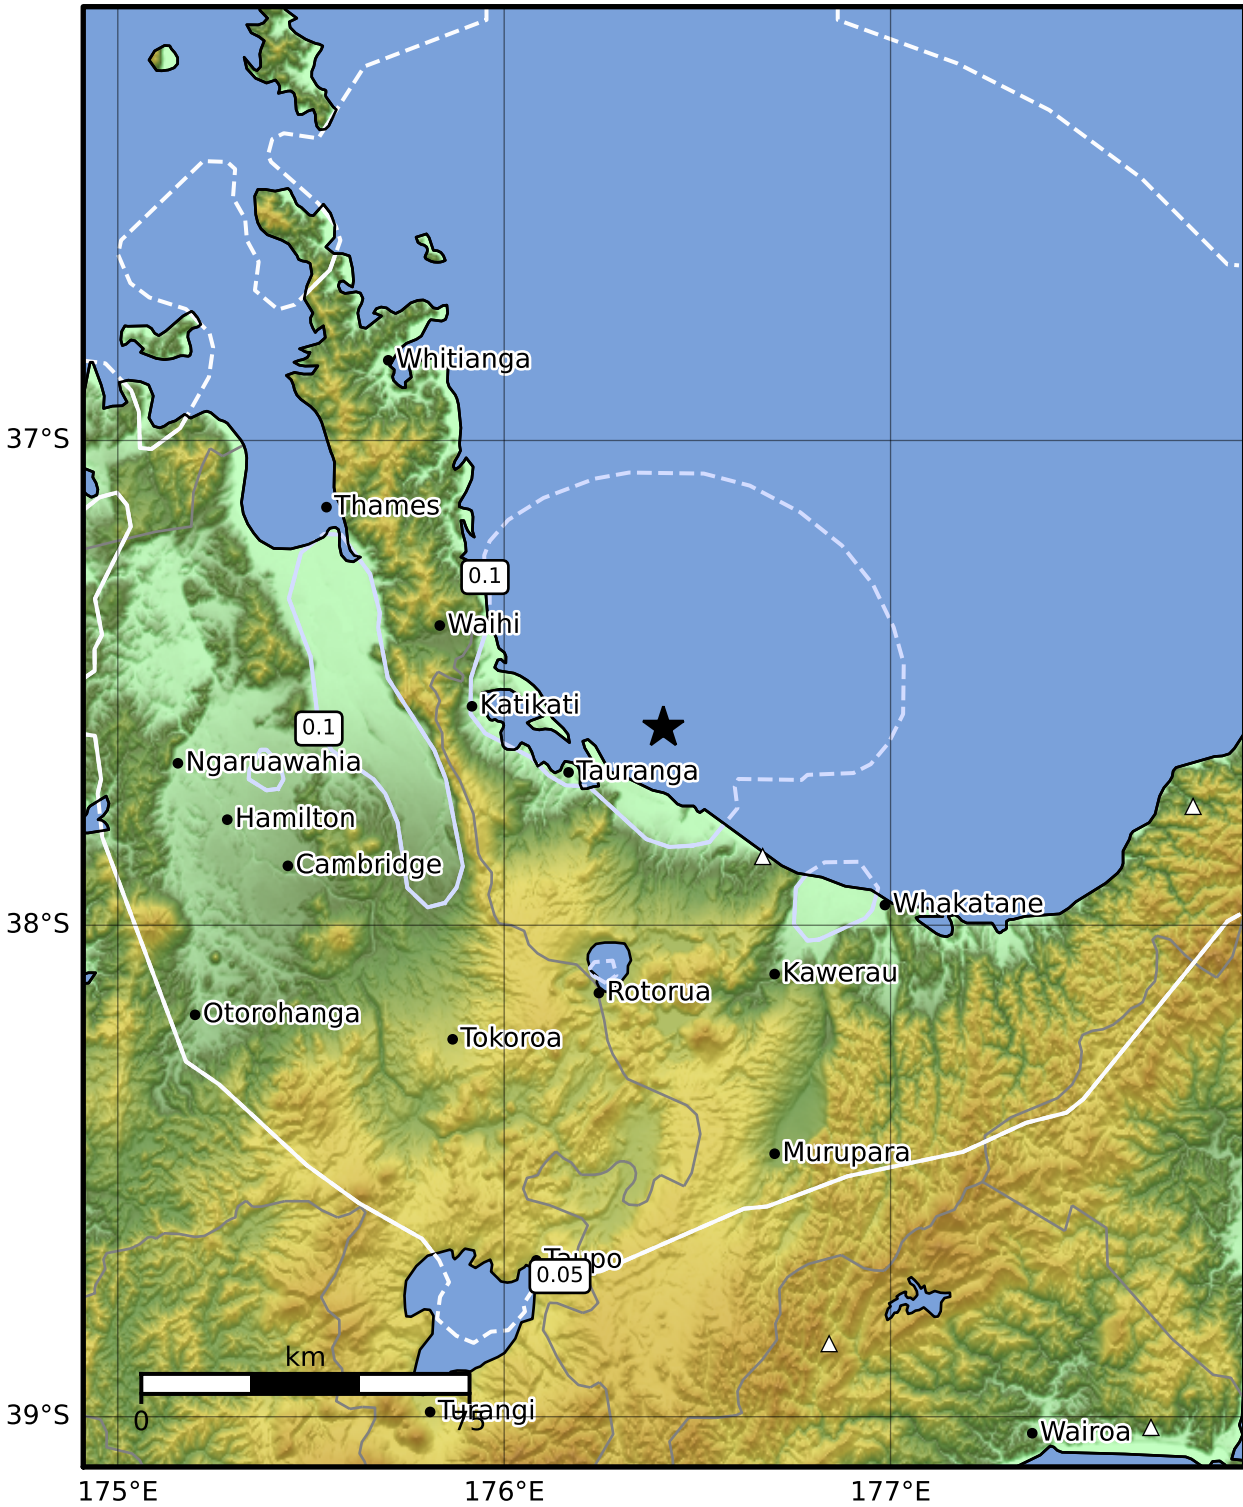 Whitianga
37°S
Thames
0.1
Waihi
Katikati
0.1
Ngaruawahia
Tauranga
Hamilton
Cambridge
Whakatane
38°S
Kawerau
Rotorua
Otorohanga
Tokoroa
Murupara
Taupo
0.05
km
0
75
Turangi
39°S
Wairoa
175°E
176°E
177°E